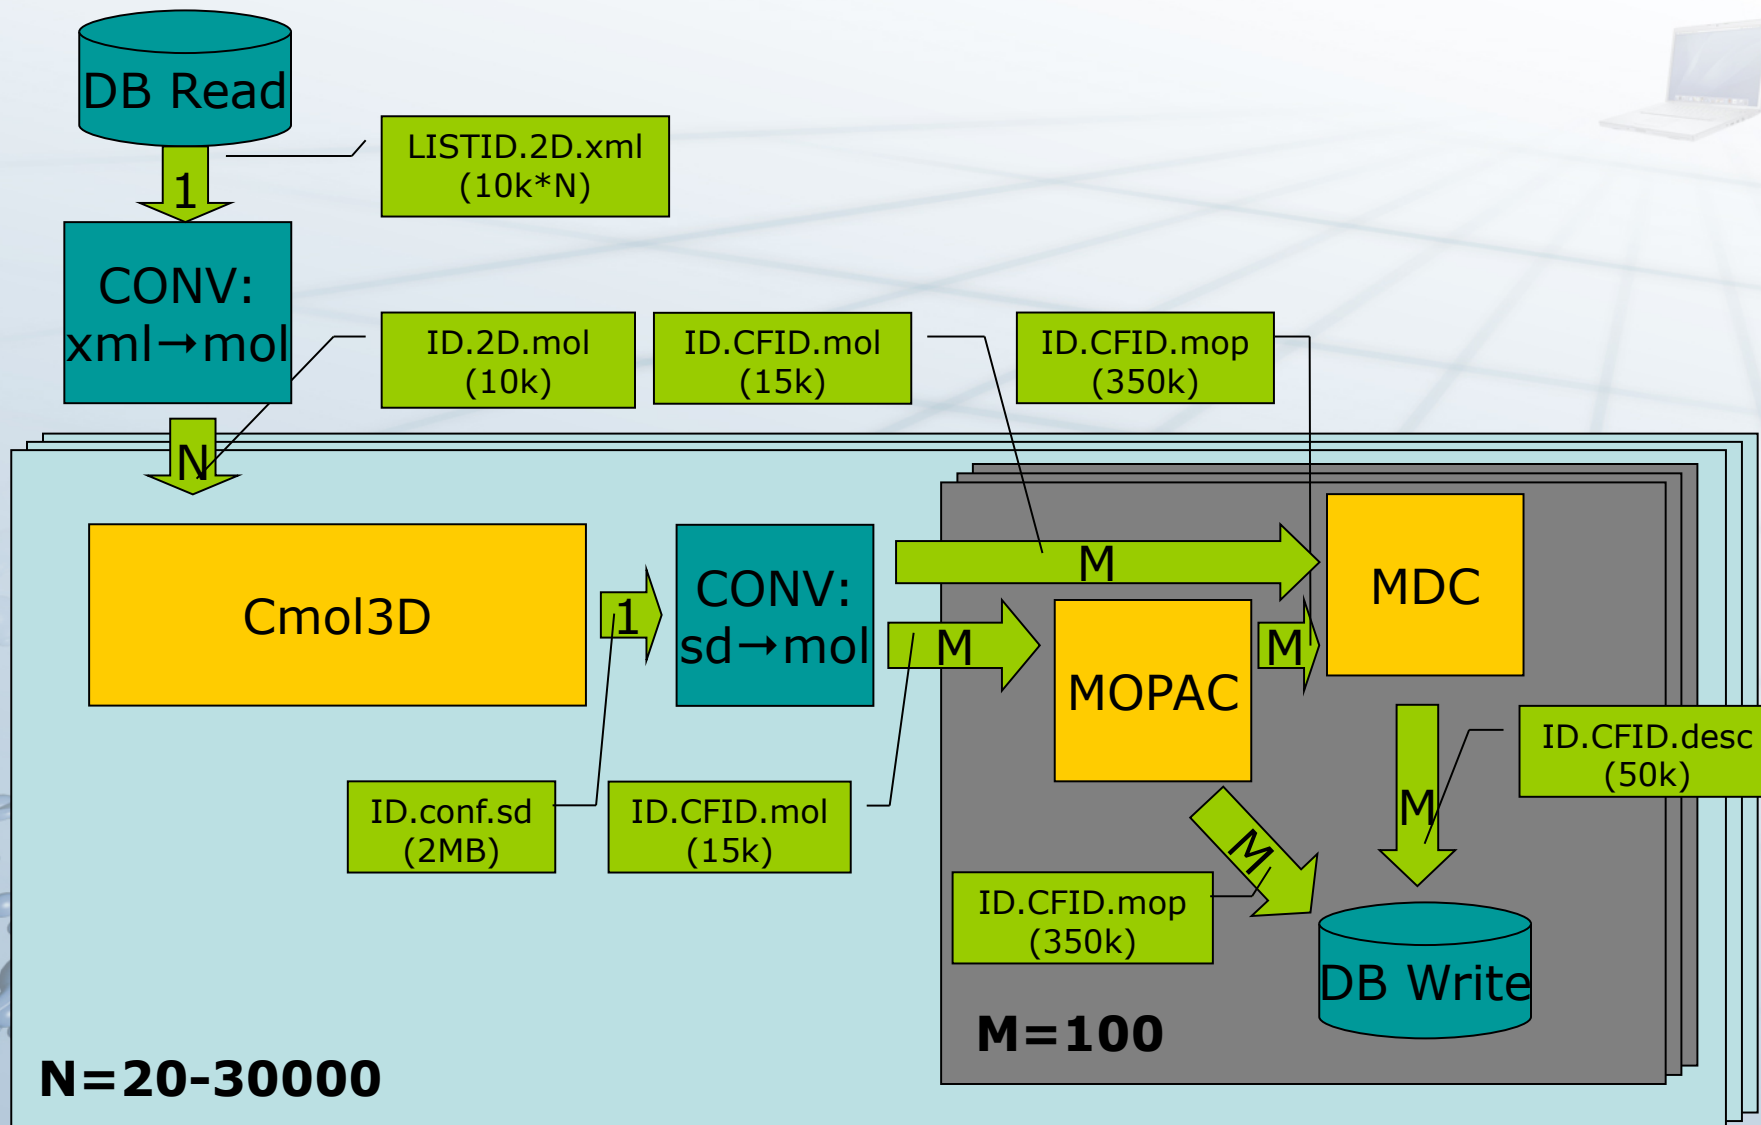 DB Read
1
LISTID.2D.xml
(10k*N)
CONV:
xml→mol
ID.2D.mol
(10k)
ID.CFID.mol
(15k)
ID.CFID.mop
(350k)
N
Cmol3D
1
CONV:
sd→mol
M
M
MOPAC
M
MDC
ID.conf.sd
(2MB)
ID.CFID.mol
(15k)
M
ID.CFID.mop
(350k)
M
ID.CFID.desc
(50k)
DB Write
M=100
N=20-30000